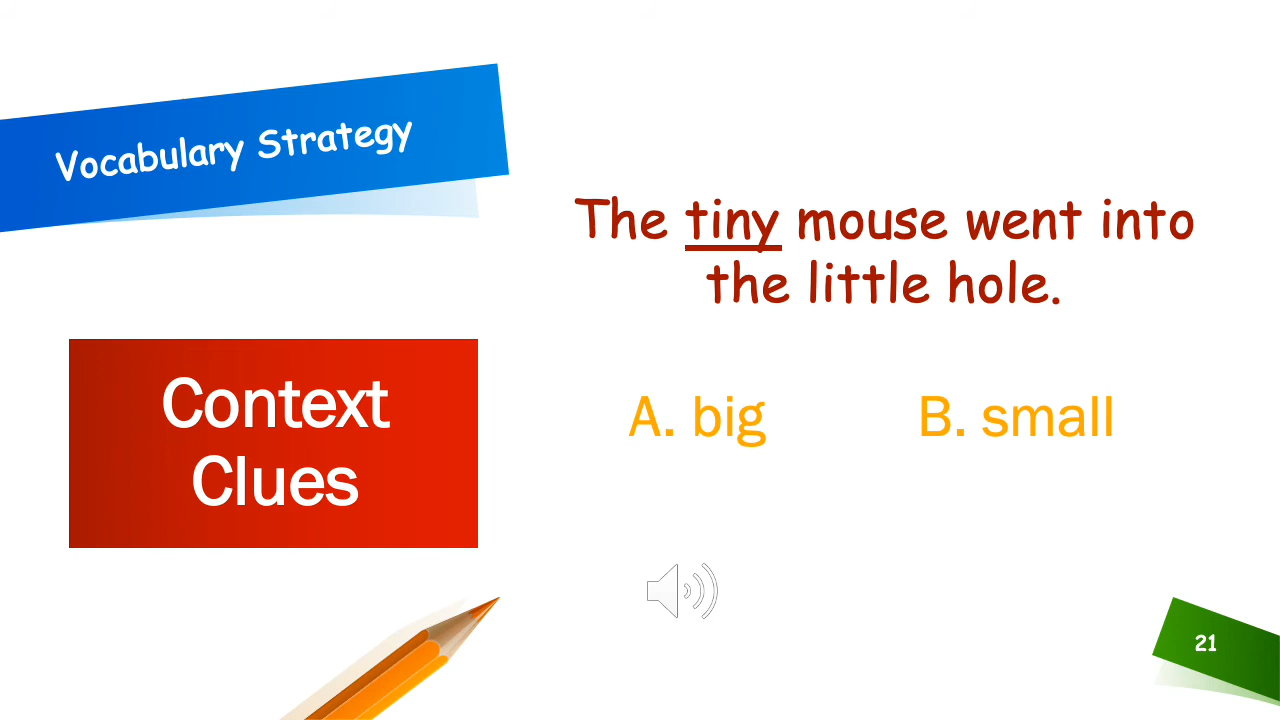 Vocabulary Strategy
The tiny mouse went into
the little hole.
Context
Clues
A. big
B. small
21